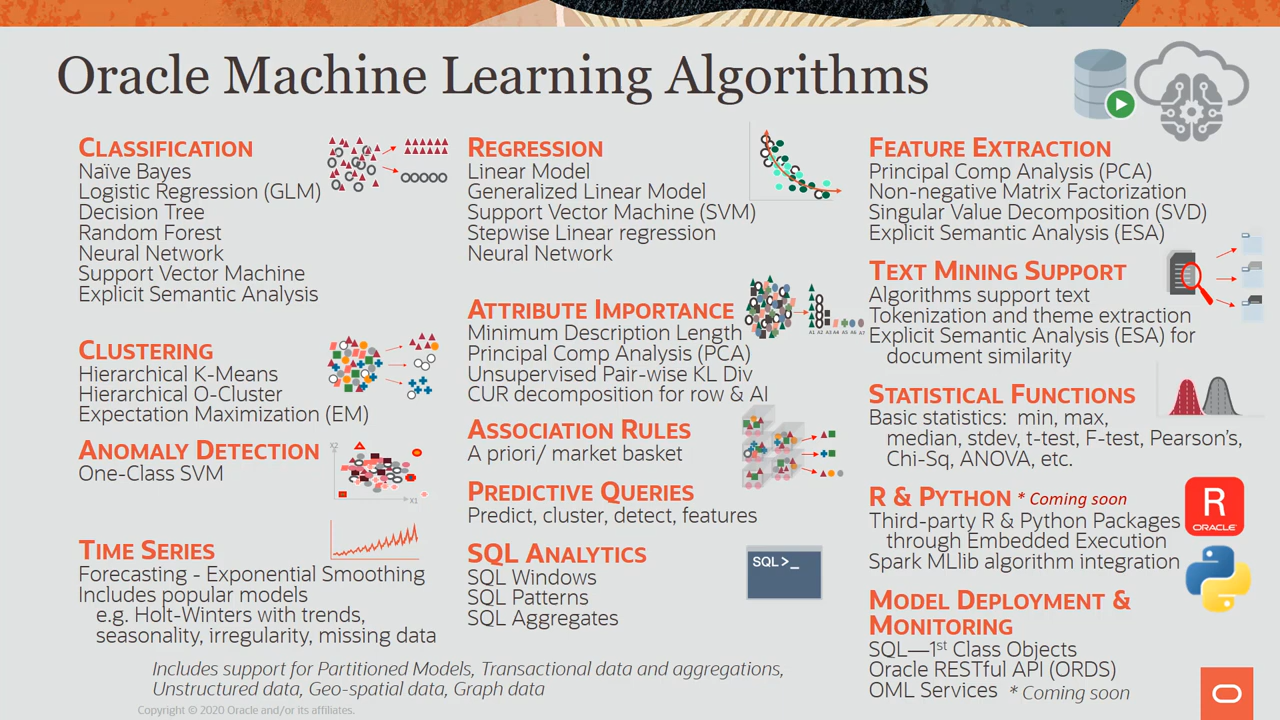 Oracle Machine Learning Algorithms
CLASSIFICATION
Naïve Bayes
Logistic Regression (GLM)
Decision Tree
Random Forest
Neural Network
Support Vector Machine
Explicit Semantic Analysis
CLUSTERING
Hierarchical K-Means
Hierarchical O-Cluster
Expectation Maximization (EM)
ANOMALY DETECTION
One-Class SVM
X2
X1
TIME SERIES
Forecasting - Exponential Smoothing
Includes popular models
e.g. Holt-Winters with trends,
seasonality, irregularity, missing data
REGRESSION
Linear Model
Generalized Linear Model
Support Vector Machine (SVM)
Stepwise Linear regression
Neural Network
ATTRIBUTE IMPORTANCE
Minimum Description Length
Principal Comp Analysis (PCA)
Unsupervised Pair-wise KL Div
CUR decomposition for row & AI
A1 A2 A3 A4 A5 A6 A7
ASSOCIATION RULES
A priori/ market basket
PREDICTIVE QUERIES
Predict, cluster, detect, features
SQL ANALYTICS
SQL Windows
SQL Patterns
SQL Aggregates
SQL >_
FEATURE EXTRACTION
Principal Comp Analysis (PCA)
Non-negative Matrix Factorization
Singular Value Decomposition (SVD)
Explicit Semantic Analysis (ESA)
TEXT MINING SUPPORT
Algorithms support text
Tokenization and theme extraction
Explicit Semantic Analysis (ESA) for
document similarity
STATISTICAL FUNCTIONS
Basic statistics: min, max,
median, stdev, t-test, F-test, Pearson's,
Chi-Sq, ANOVA, etc.
R & PYTHON * Coming soon
Third-party R & Python Packages
through Embedded Execution
Spark MLlib algorithm integration
R
ORACLE
MODEL DEPLOYMENT &
MONITORING
SQL—1st Class Objects
Oracle RESTful API (ORDS)
OML Services * Coming soon
Includes support for Partitioned Models, Transactional data and aggregations,
Unstructured data, Geo-spatial data, Graph data
Copyright © 2020 Oracle and/or its affiliates.